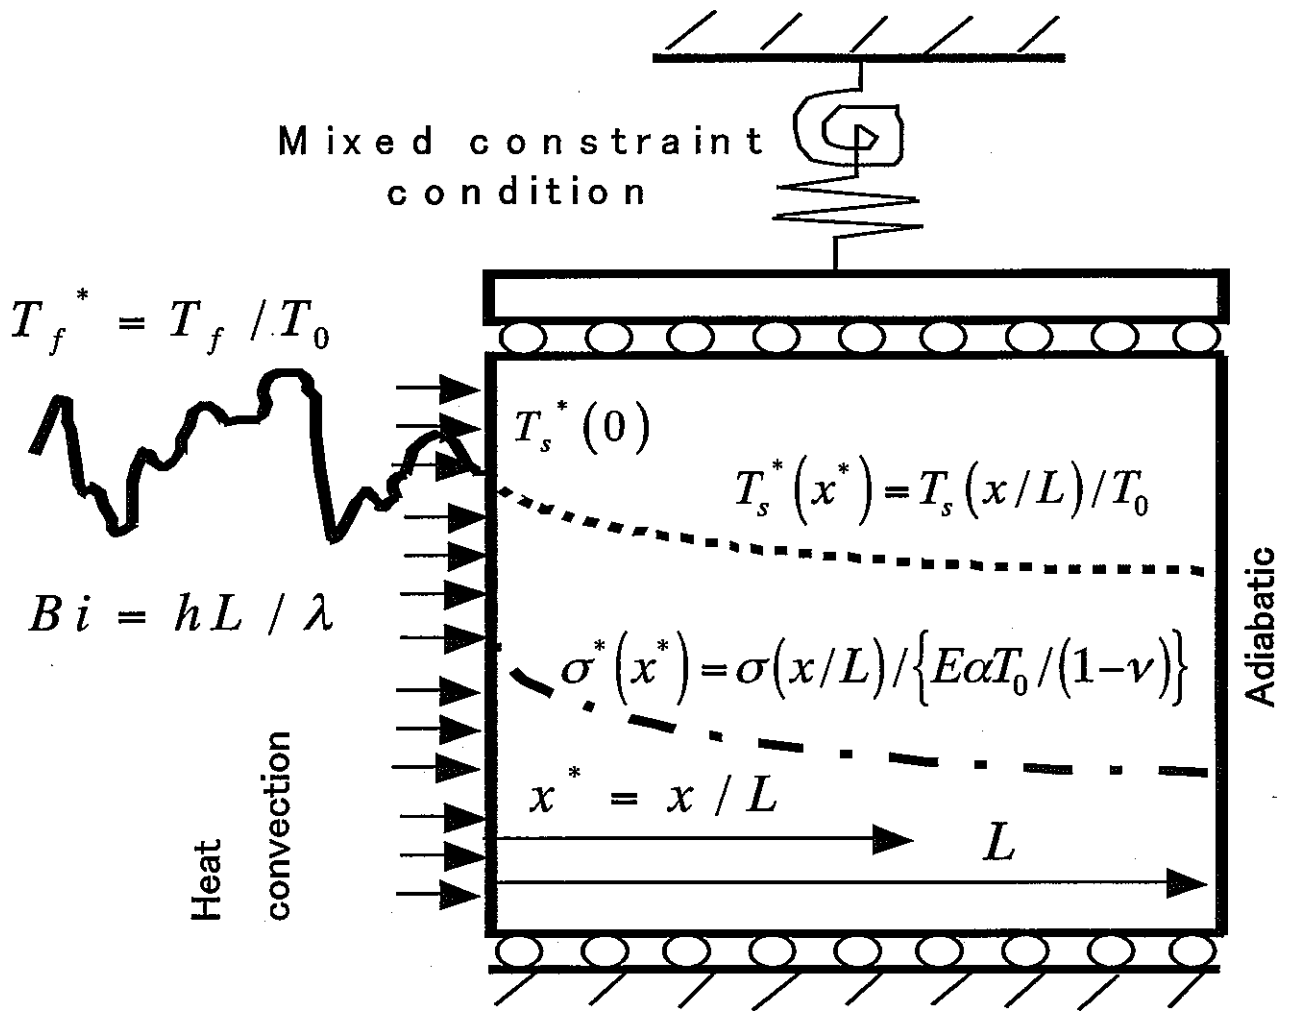 Mixed constraint
condition
T_f^* = T_f / T_0
T_s^*(0)
T_s^*(x^*) = T_s(x/L)/T_0
Bi = hL / λ
σ^*(x^*) = σ(x/L)/{EαT_0/(1−ν)}
x^* = x / L
L
Heat
convection
Adiabatic